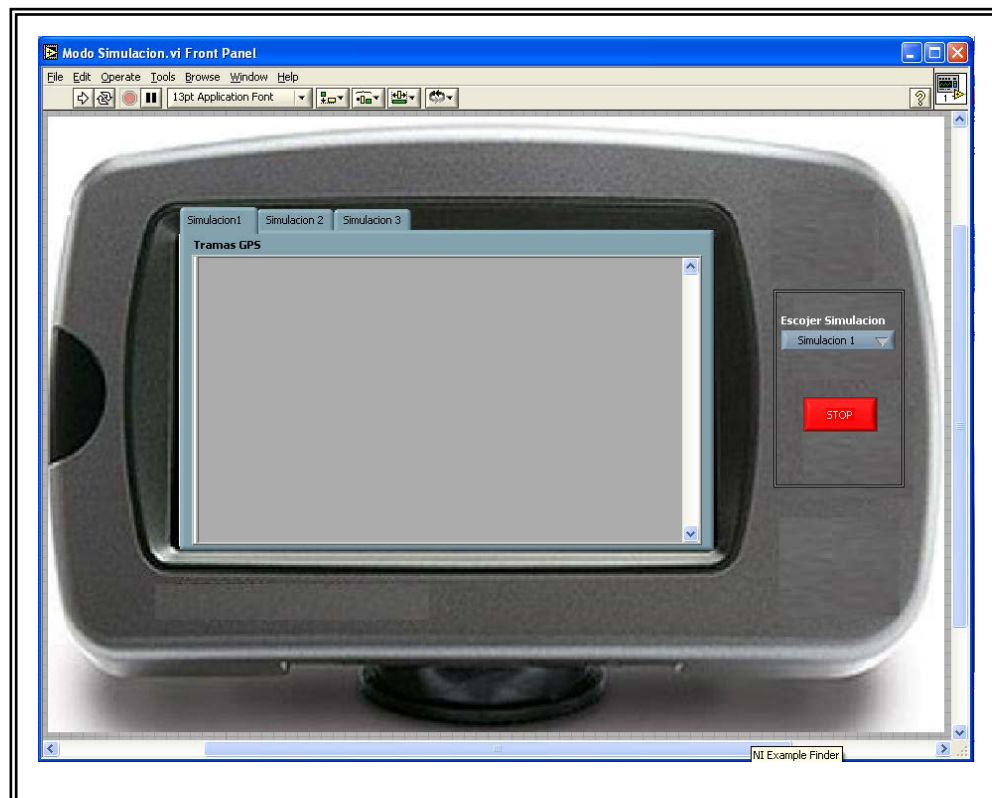 Modo Simulacion.vi Front Panel
File Edit Operate Tools Browse Window Help
13pt Application Font
?
1
Simulacion1 Simulacion 2 Simulacion 3
Tramas GPS
Escojer Simulacion
Simulacion 1
STOP
NI Example Finder